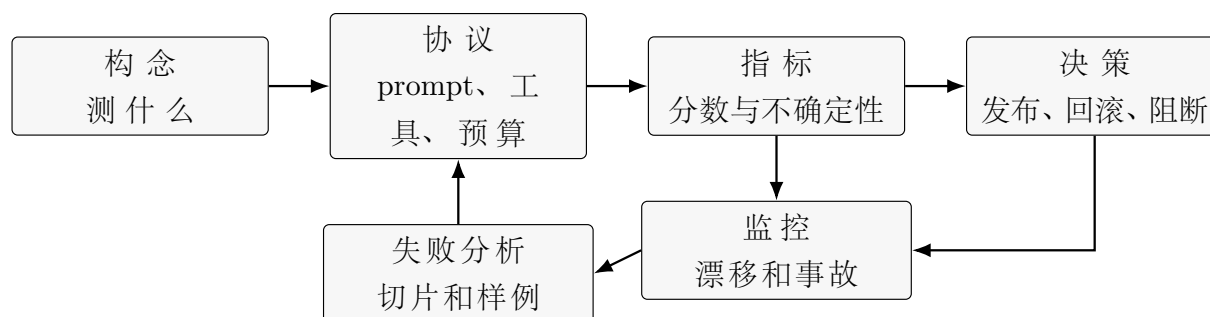 构念
测什么
协议
prompt、工
具、预算
指标
分数与不确定性
决策
发布、回滚、阻断
监控
漂移和事故
失败分析
切片和样例